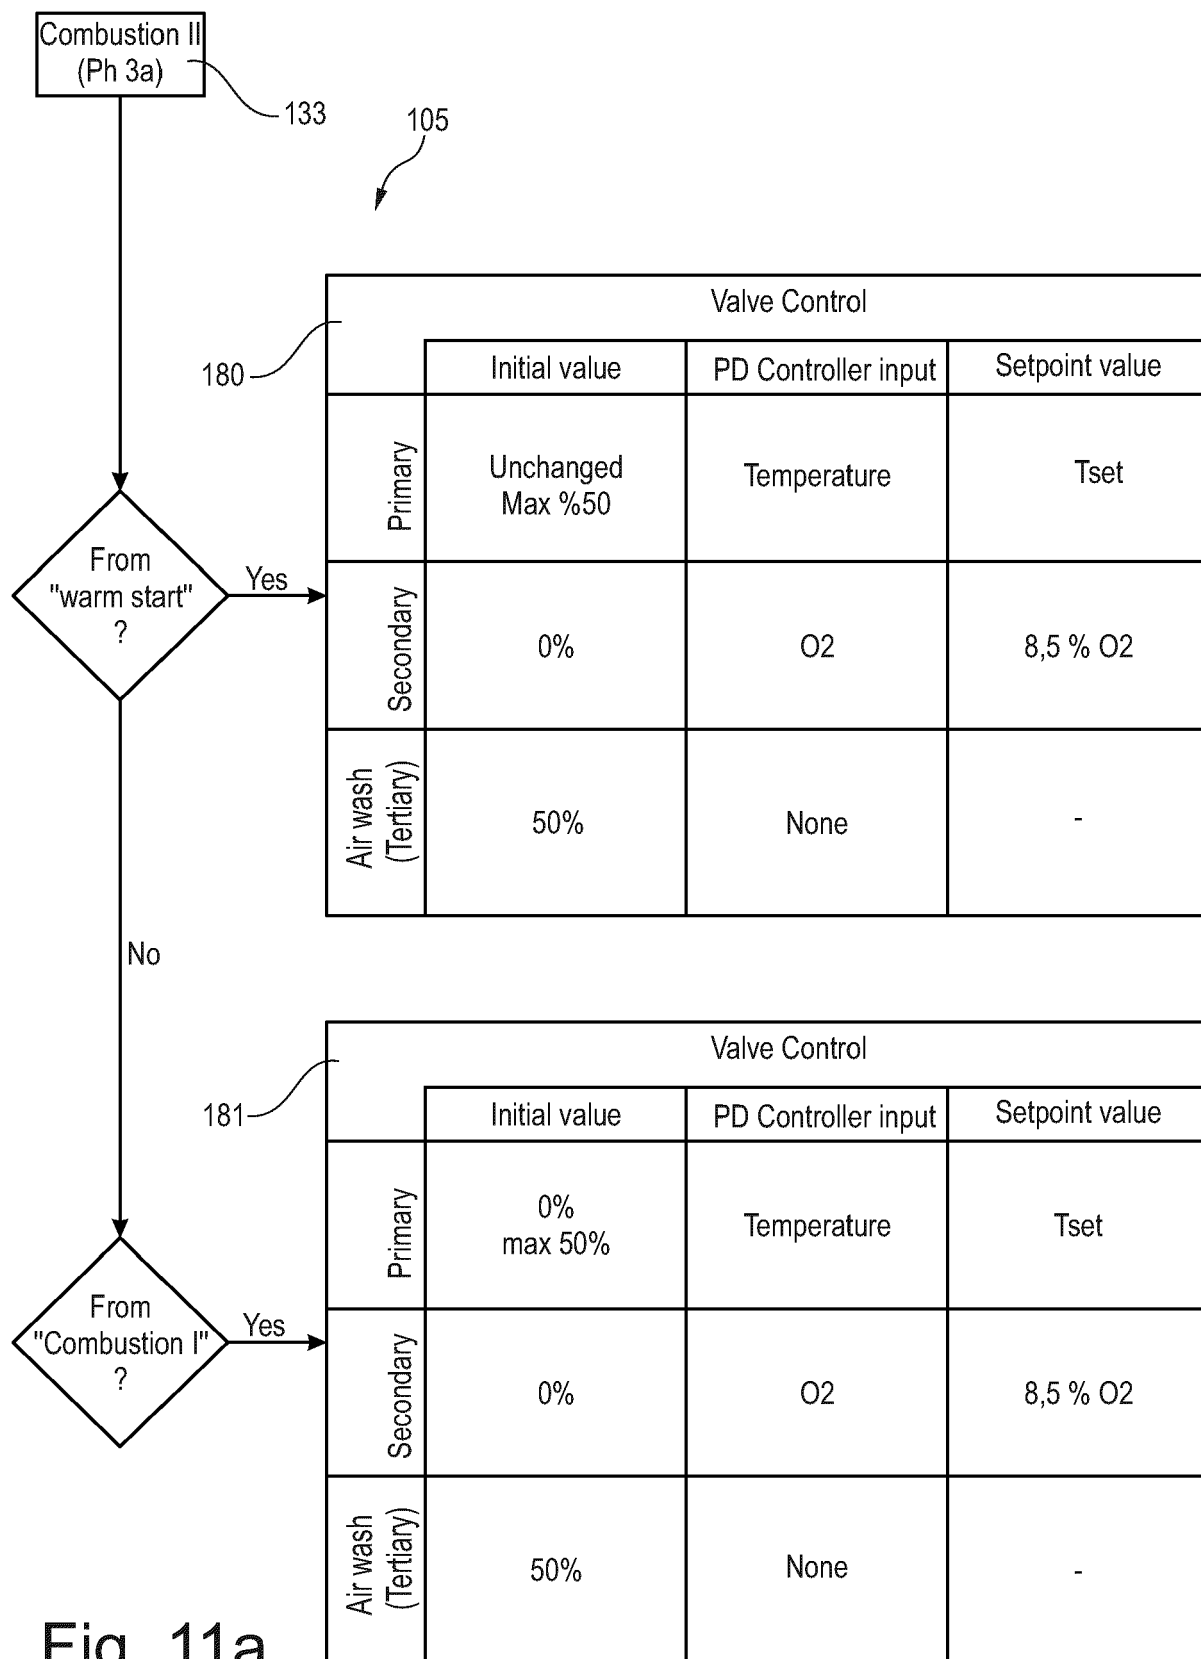 Combustion II
(Ph 3a)
133
105
Valve Control
180
Initial value
PD Controller input
Setpoint value
Primary
Unchanged
Max %50
Temperature
Tset
From
"warm start"
?
Yes
Secondary
0%
O2
8,5 % O2
Air wash
(Tertiary)
50%
None
-
No
Valve Control
181
Initial value
PD Controller input
Setpoint value
Primary
0%
max 50%
Temperature
Tset
From
"Combustion I"
?
Yes
Secondary
0%
O2
8,5 % O2
Air wash
(Tertiary)
50%
None
-
Fig. 11a